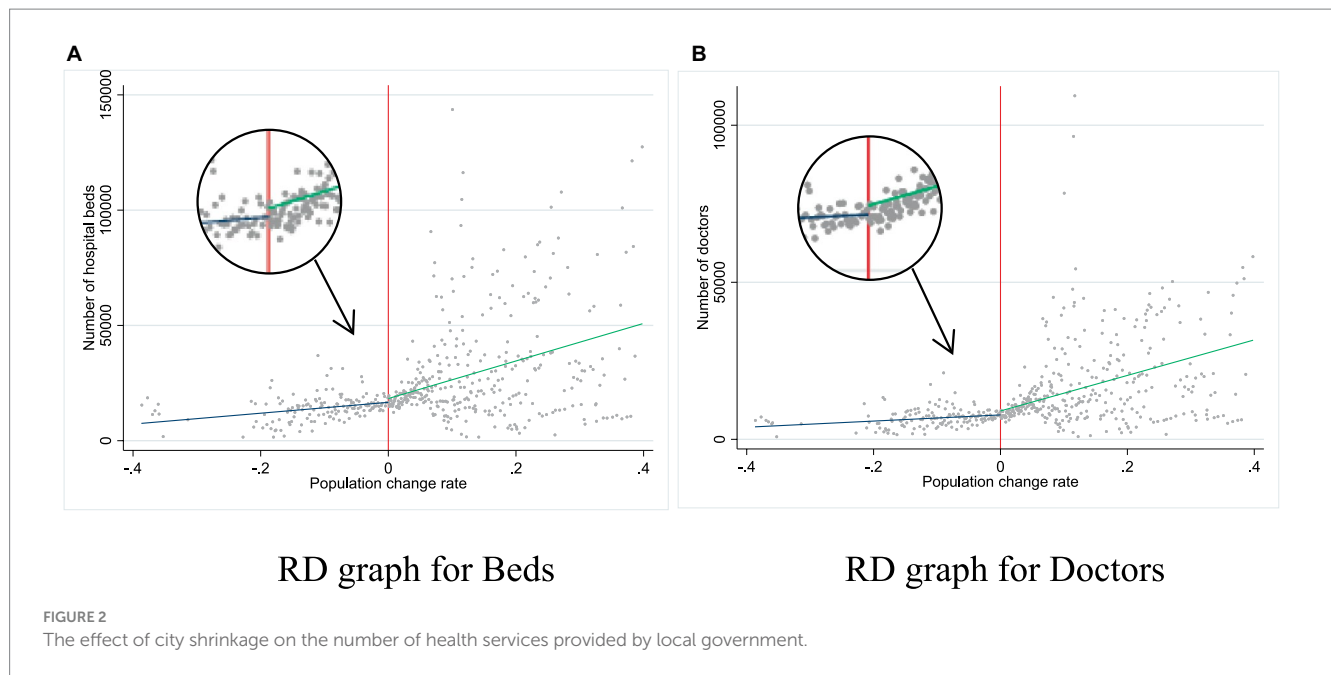 A
Number of hospital beds
150000
100000
50000
0
-.4
-.2
0
.2
.4
Population change rate
RD graph for Beds
B
Number of doctors
100000
50000
0
-.4
-.2
0
.2
.4
Population change rate
RD graph for Doctors
FIGURE 2
The effect of city shrinkage on the number of health services provided by local government.